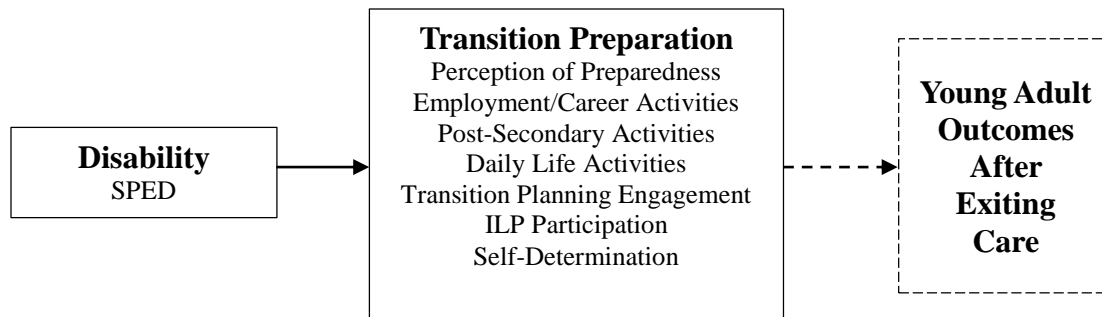 Disability
SPED
Transition Preparation
Perception of Preparedness
Employment/Career Activities
Post-Secondary Activities
Daily Life Activities
Transition Planning Engagement
ILP Participation
Self-Determination
Young Adult
Outcomes
After
Exiting
Care